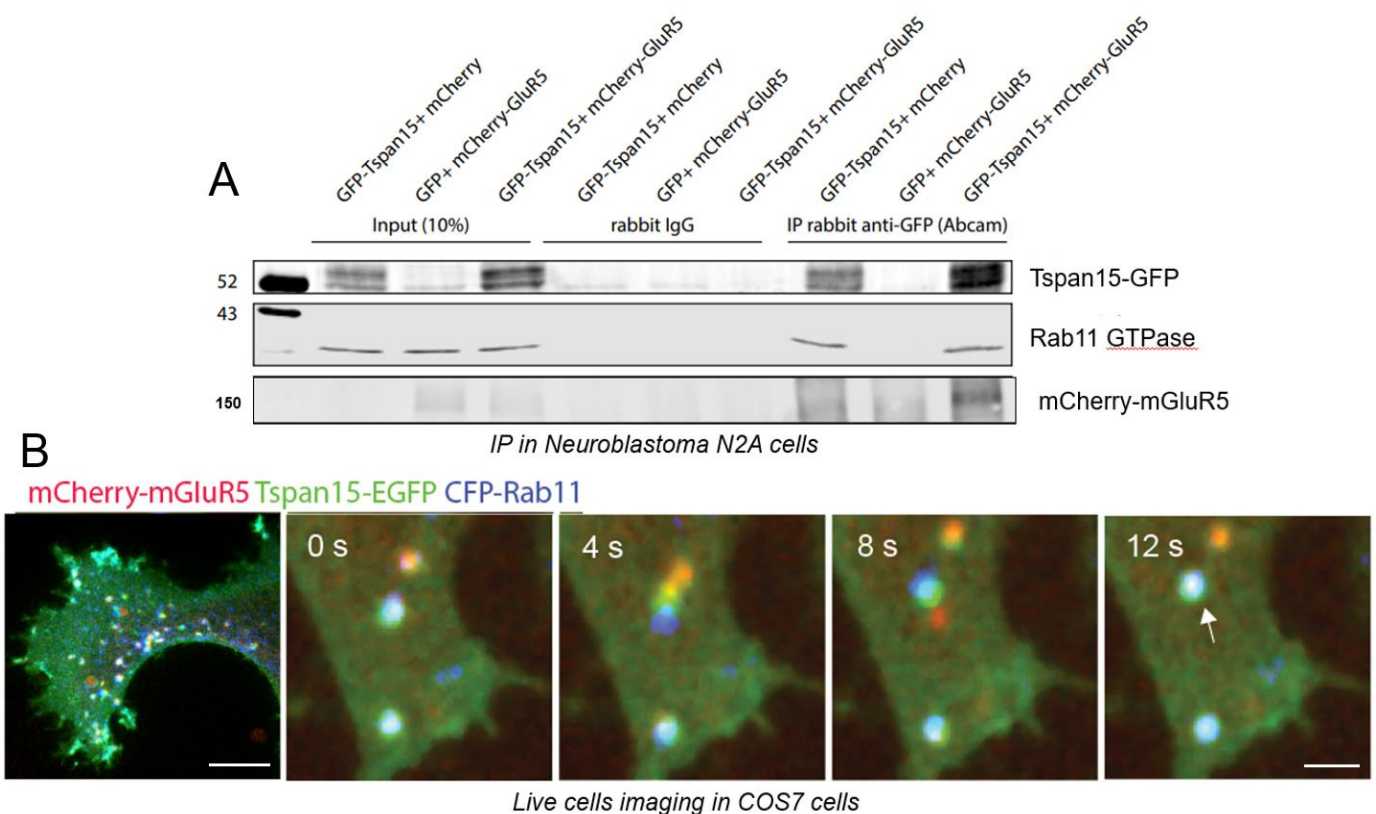 A
GFP-Tspan15+ mCherry
GFP+ mCherry-GluR5
GFP-Tspan15+ mCherry-GluR5
GFP-Tspan15+ mCherry
GFP+ mCherry-GluR5
GFP-Tspan15+ mCherry-GluR5
GFP-Tspan15+ mCherry
GFP+ mCherry-GluR5
GFP-Tspan15+ mCherry-GluR5
Input (10%)
rabbit IgG
IP rabbit anti-GFP (Abcam)
52
Tspan15-GFP
43
Rab11 GTPase
150
mCherry-mGluR5
IP in Neuroblastoma N2A cells
B
mCherry-mGluR5 Tspan15-EGFP CFP-Rab11
0 s
4 s
8 s
12 s
Live cells imaging in COS7 cells